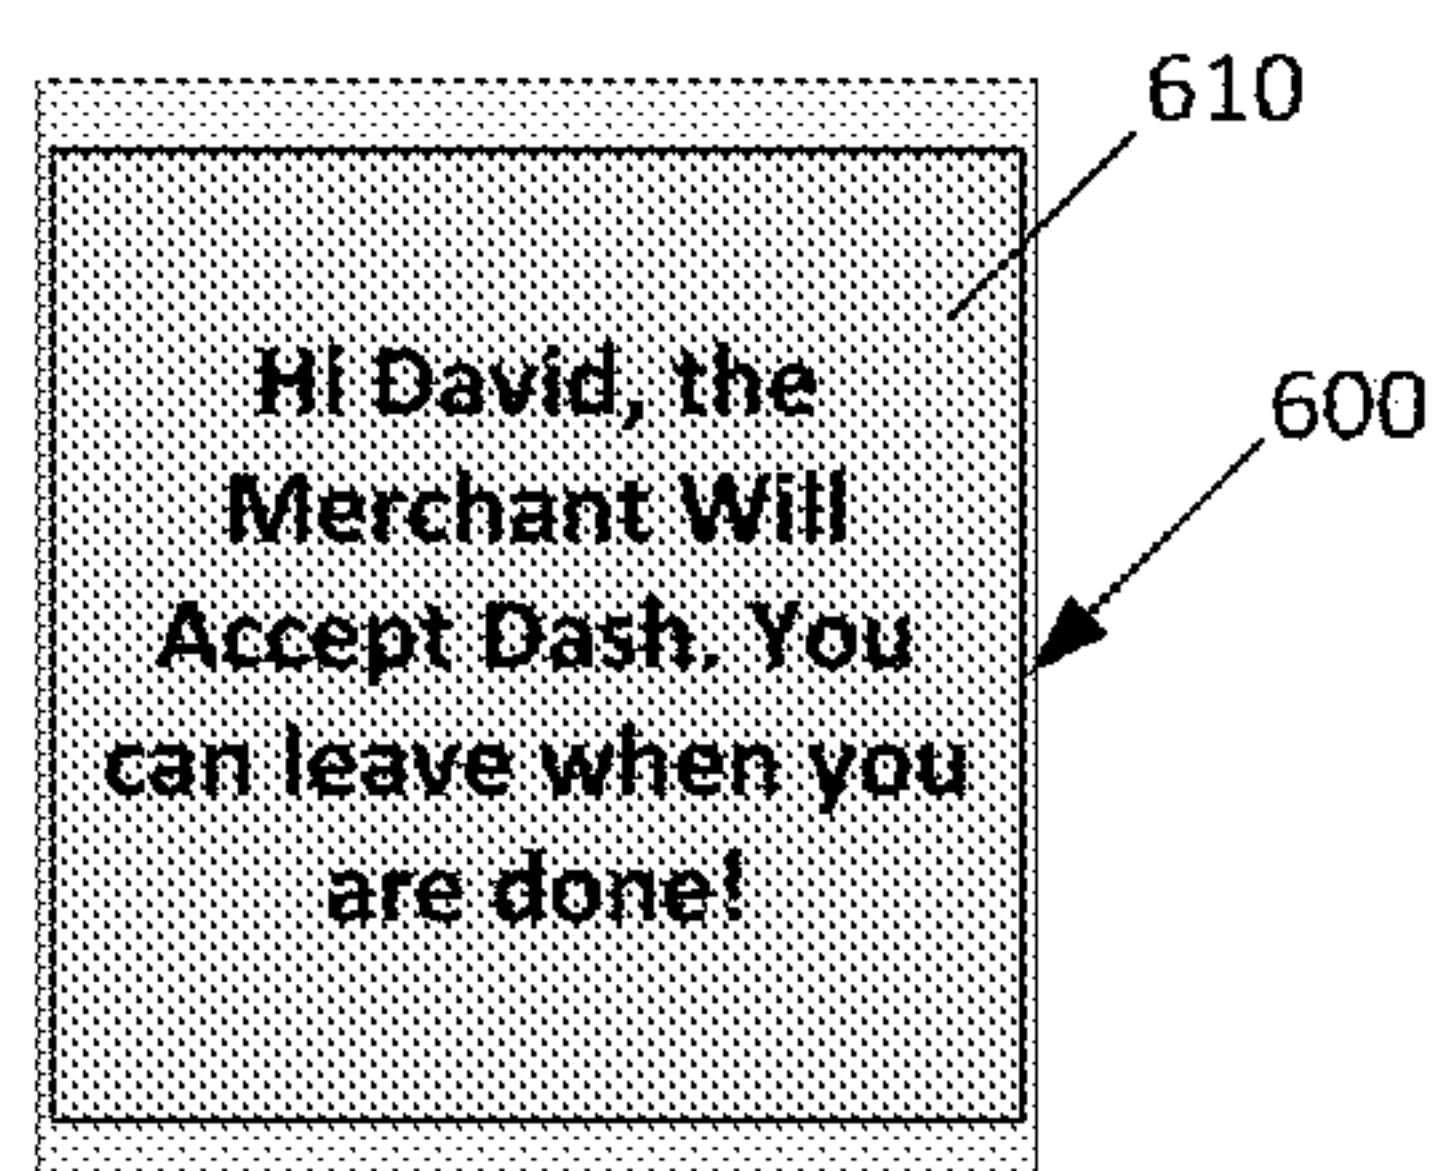 610
Hi David, the
600
Merchant Will
Accept Dash. You
can leave when you
are done!